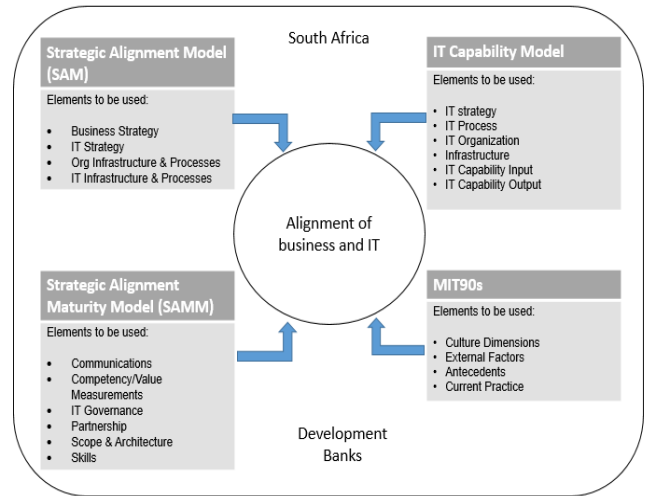 South Africa
Strategic Alignment Model
(SAM)
Elements to be used:
• Business Strategy
• IT Strategy
• Org Infrastructure & Processes
• IT Infrastructure & Processes
IT Capability Model
Elements to be used:
• IT strategy
• IT Process
• IT Organization
• Infrastructure
• IT Capability Input
• IT Capability Output
Alignment of
business and IT
Strategic Alignment
Maturity Model (SAMM)
Elements to be used:
• Communications
• Competency/Value
Measurements
• IT Governance
• Partnership
• Scope & Architecture
• Skills
MIT90s
Elements to be used:
• Culture Dimensions
• External Factors
• Antecedents
• Current Practice
Development
Banks